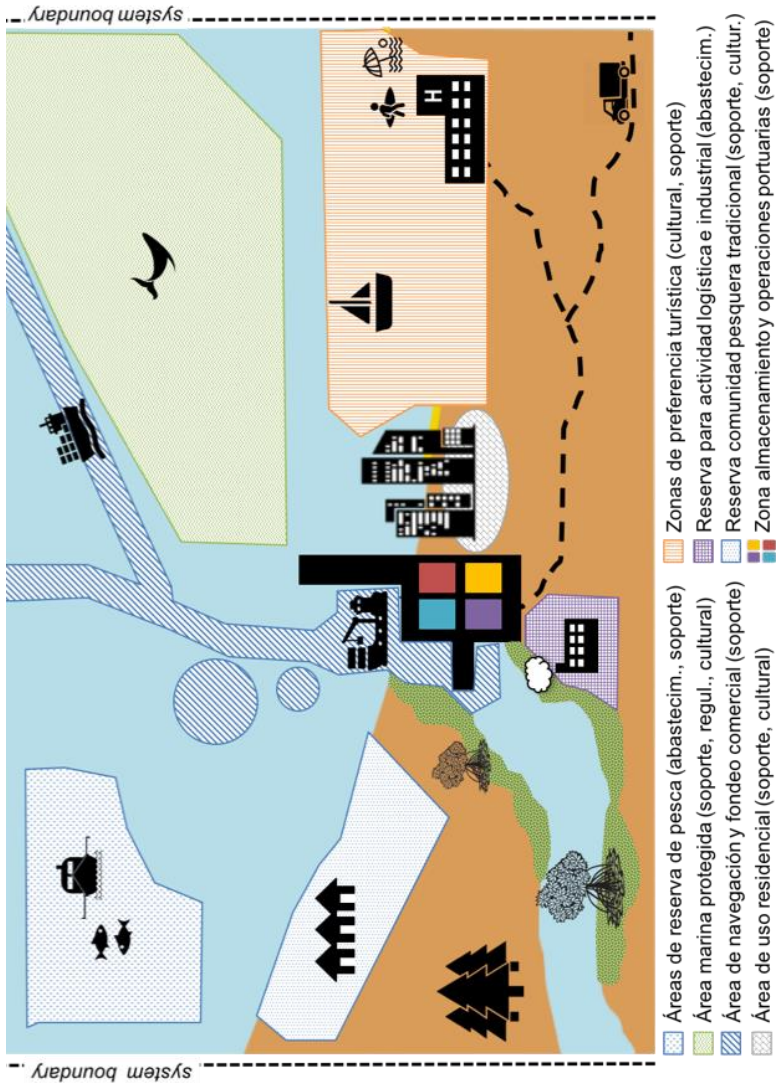 system boundary
system boundary
H
Áreas de reserva de pesca (abastecim., soporte)
Área marina protegida (soporte, regul., cultural)
Área de navegación y fondeo comercial (soporte)
Área de uso residencial (soporte, cultural)
Zonas de preferencia turística (cultural, soporte)
Reserva para actividad logística e industrial (abastecim.)
Reserva comunidad pesquera tradicional (soporte, cultur.)
Zona almacenamiento y operaciones portuarias (soporte)